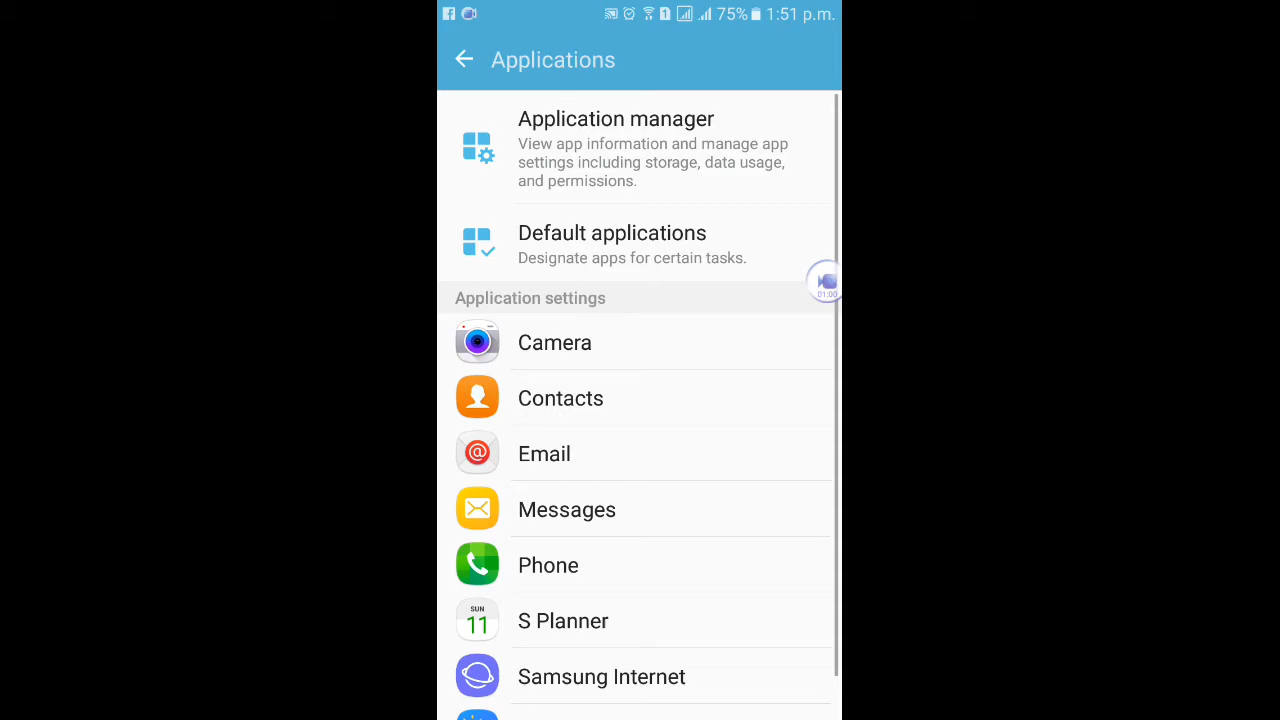 75% 1:51 p.m.
Applications
Application manager
View app information and manage app
settings including storage, data usage,
and permissions.
Default applications
Designate apps for certain tasks.
01:00
Application settings
Camera
Contacts
Email
Messages
Phone
SUN
11
S Planner
Samsung Internet